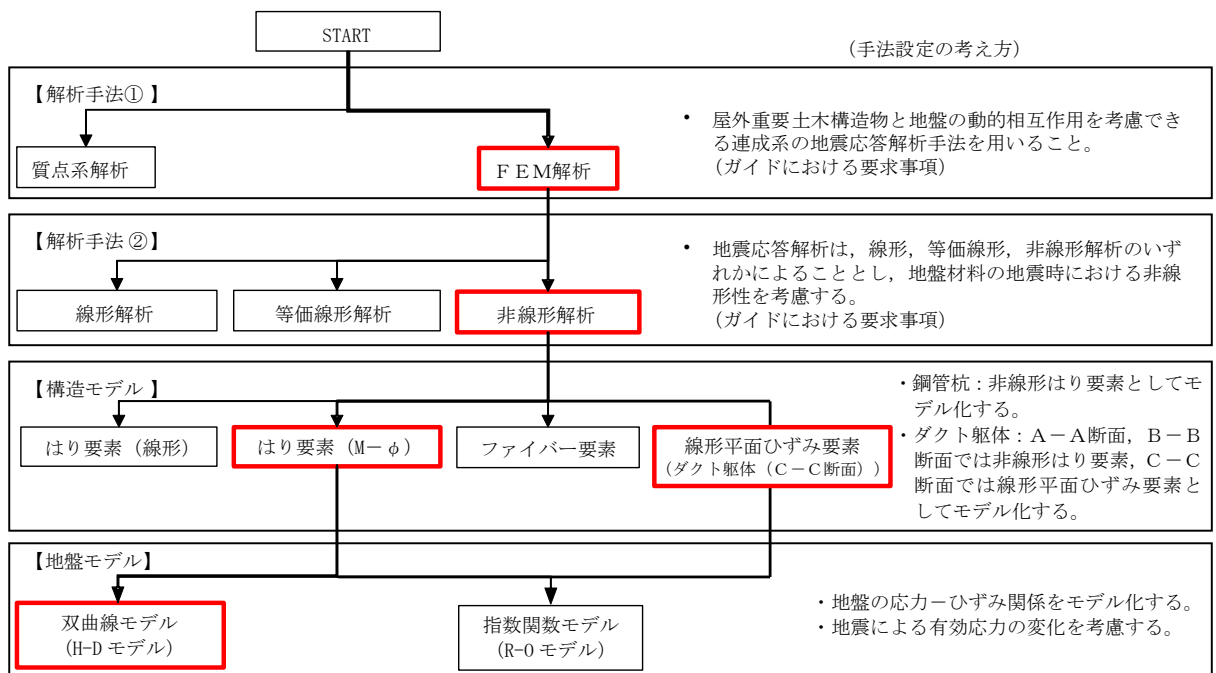 START
(手法設定の考え方)
【解析手法① 】
質点系解析
ＦＥＭ解析
・ 屋外重要土木構造物と地盤の動的相互作用を考慮でき
る連成系の地震応答解析手法を用いること。
(ガイドにおける要求事項)
【解析手法 ②】
線形解析
等価線形解析
非線形解析
・ 地震応答解析は，線形，等価線形，非線形解析のいず
れかによることとし，地盤材料の地震時における非線
形性を考慮する。
(ガイドにおける要求事項)
【構造モデル 】
はり要素（線形）
はり要素（M－φ）
ファイバー要素
線形平面ひずみ要素
（ダクト躯体（Ｃ－Ｃ断面））
・鋼管杭：非線形はり要素としてモ
デル化する。
・ダクト躯体：Ａ－Ａ断面，Ｂ－Ｂ
断面では非線形はり要素，Ｃ－Ｃ
断面では線形平面ひずみ要素と
してモデル化する。
【地盤モデル】
双曲線モデル
(H-D モデル)
指数関数モデル
(R-O モデル)
・地盤の応力－ひずみ関係をモデル化する。
・地震による有効応力の変化を考慮する。